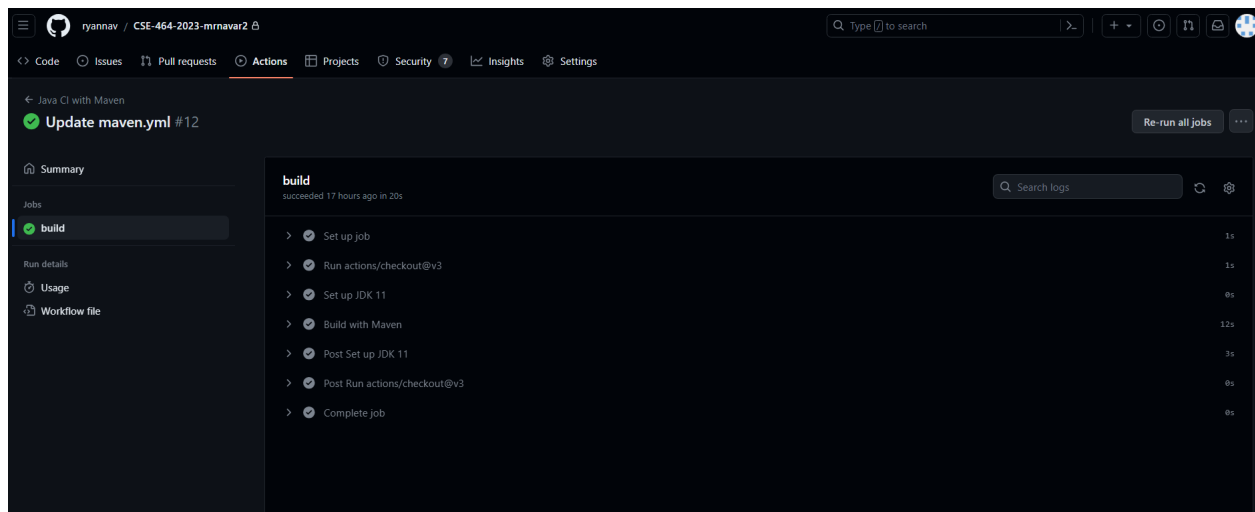 ryannav / CSE-464-2023-mrnavar2
Type / to search
Code Issues Pull requests Actions Projects Security 7 Insights Settings
Java CI with Maven
Update maven.yml #12
Re-run all jobs
Summary
Jobs
build
Run details
Usage
Workflow file
build
succeeded 17 hours ago in 20s
Search logs
Set up job 1s
Run actions/checkout@v3 1s
Set up JDK 11 0s
Build with Maven 12s
Post Set up JDK 11 3s
Post Run actions/checkout@v3 0s
Complete job 0s